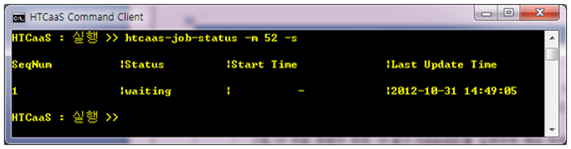 HTCaaS Command Client
HTCaaS : 실행 >> htcaas-job-status -m 52 -s
SeqNum |Status |Start Time |Last Update Time
1 |waiting | - |2012-10-31 14:49:05
HTCaaS : 실행 >>